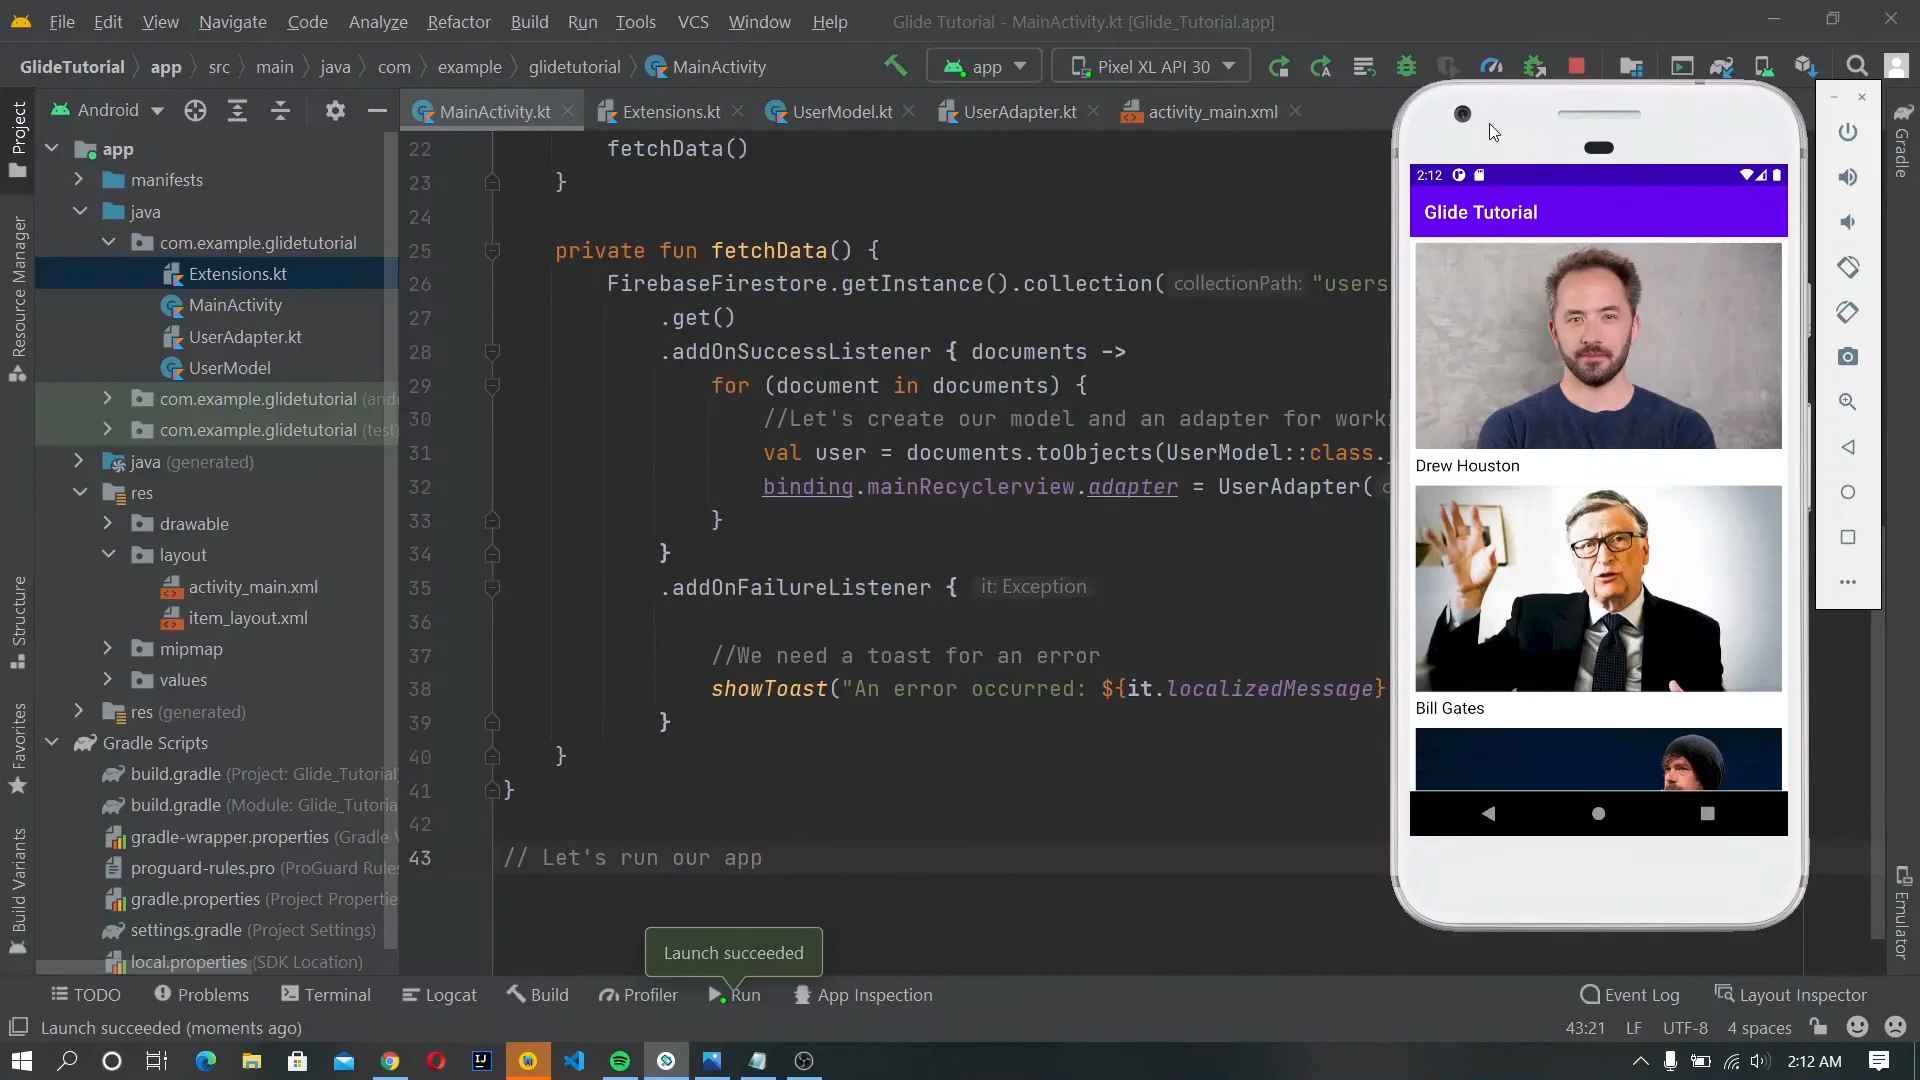 File Edit View Navigate Code Analyze Refactor Build Run Tools VCS Window Help Glide Tutorial - MainActivity.kt [Glide_Tutorial.app]
GlideTutorial app src main java com example glidetutorial MainActivity app Pixel XL API 30
Project
Resource Manager
Structure
Favorites
Build Variants
Android
app
manifests
java
com.example.glidetutorial
Extensions.kt
MainActivity
UserAdapter.kt
UserModel
com.example.glidetutorial (and
com.example.glidetutorial (test)
java (generated)
res
drawable
layout
activity_main.xml
item_layout.xml
mipmap
values
res (generated)
Gradle Scripts
build.gradle (Project: Glide_Tutorial
build.gradle (Module: Glide_Tutoria
gradle-wrapper.properties (Gradle
proguard-rules.pro (ProGuard Rule
gradle.properties (Project Propertie
settings.gradle (Project Settings)
local.properties (SDK Location)
MainActivity.kt Extensions.kt UserModel.kt UserAdapter.kt activity_main.xml
22 fetchData()
23 }
24
25 private fun fetchData() {
26 FirebaseFirestore.getInstance().collection( collectionPath: "users
27 .get()
28 .addOnSuccessListener { documents ->
29 for (document in documents) {
30 //Let's create our model and an adapter for work
31 val user = documents.toObjects(UserModel::class.
32 binding.mainRecyclerview.adapter = UserAdapter(
33 }
34 }
35 .addOnFailureListener { it: Exception
36
37 //We need a toast for an error
38 showToast("An error occurred: ${it.localizedMessage}
39 }
40 }
41 }
42
43 // Let's run our app
2:12
Glide Tutorial
Drew Houston
Bill Gates
Gradle
Emulator
Launch succeeded
TODO Problems Terminal Logcat Build Profiler Run App Inspection Event Log Layout Inspector
Launch succeeded (moments ago) 43:21 LF UTF-8 4 spaces
2:12 AM